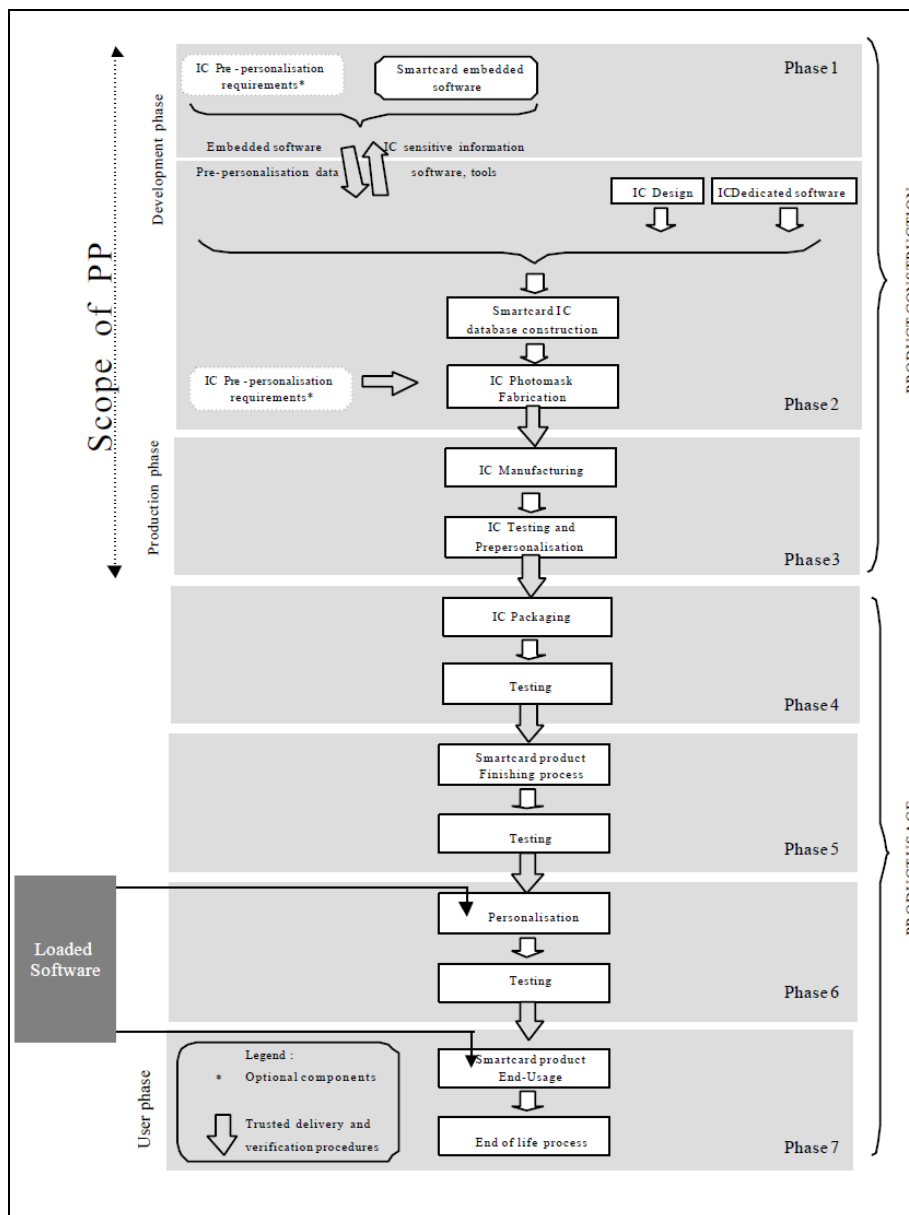 Scope of PP
Development phase
Production phase
User phase
IC Pre-personalisation
requirements*
Smartcard embedded
software
Phase 1
Embedded software
IC sensitive information
Pre-personalisation data
software, tools
IC Design
ICDedicated software
Smartcard IC
database construction
IC Pre-personalisation
requirements*
IC Photomask
Fabrication
Phase 2
IC Manufacturing
IC Testing and
Prepersonalisation
Phase3
PRODUCT CONSTRUCTION
IC Packaging
Testing
Phase 4
Smartcard product
Finishing process
Testing
Phase 5
Loaded
Software
Personalisation
Testing
Phase 6
PRODUCT USAGE
Legend :
* Optional components
Trusted delivery and
verification procedures
Smartcard product
End-Usage
End of life process
Phase 7